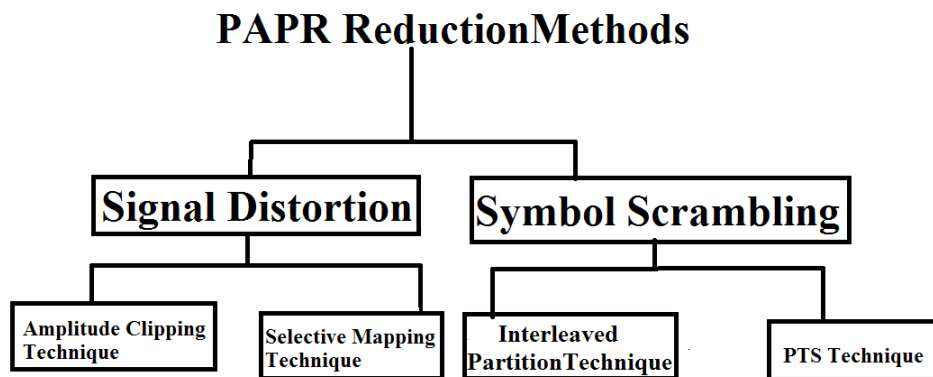 PAPR ReductionMethods
Signal Distortion
Symbol Scrambling
Amplitude Clipping
Technique
Selective Mapping
Technique
Interleaved
PartitionTechnique
PTS Technique